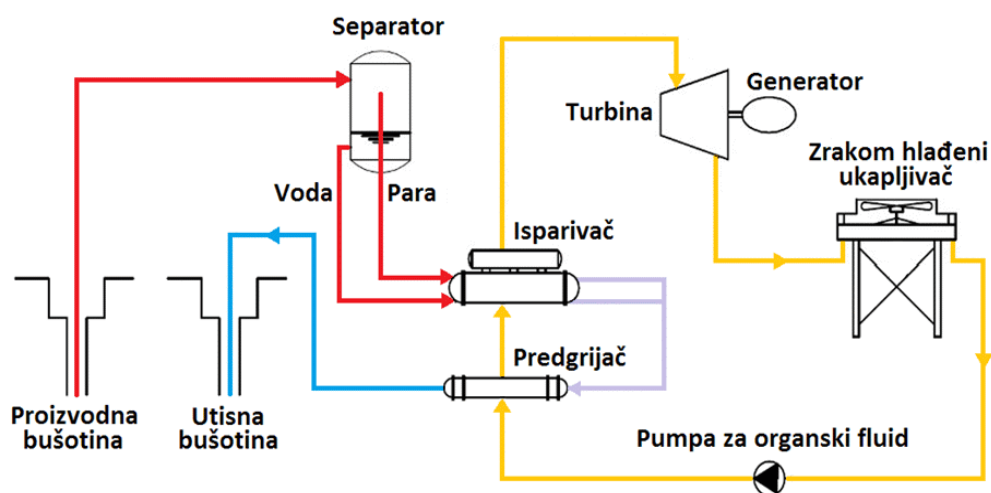 Separator
Generator
Turbina
Zrakom hlađeni
ukapljivač
Voda
Para
Isparivač
Predgrijač
Proizvodna
bušotina
Utisna
bušotina
Pumpa za organski fluid